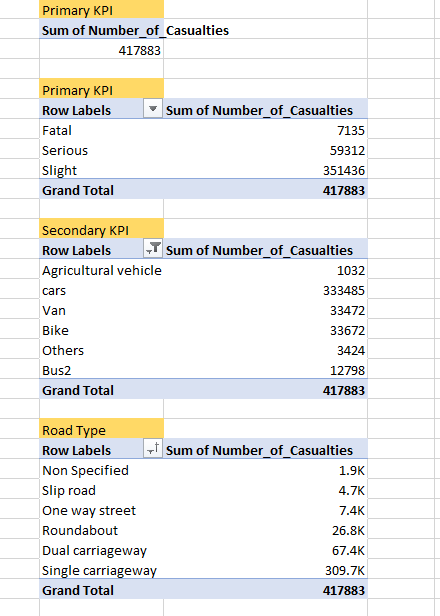 Primary KPI
Sum of Number_of_Casualties
417883
Primary KPI
Row Labels Sum of Number_of_Casualties
Fatal 7135
Serious 59312
Slight 351436
Grand Total 417883
Secondary KPI
Row Labels Sum of Number_of_Casualties
Agricultural vehicle 1032
cars 333485
Van 33472
Bike 33672
Others 3424
Bus2 12798
Grand Total 417883
Road Type
Row Labels Sum of Number_of_Casualties
Non Specified 1.9K
Slip road 4.7K
One way street 7.4K
Roundabout 26.8K
Dual carriageway 67.4K
Single carriageway 309.7K
Grand Total 417883